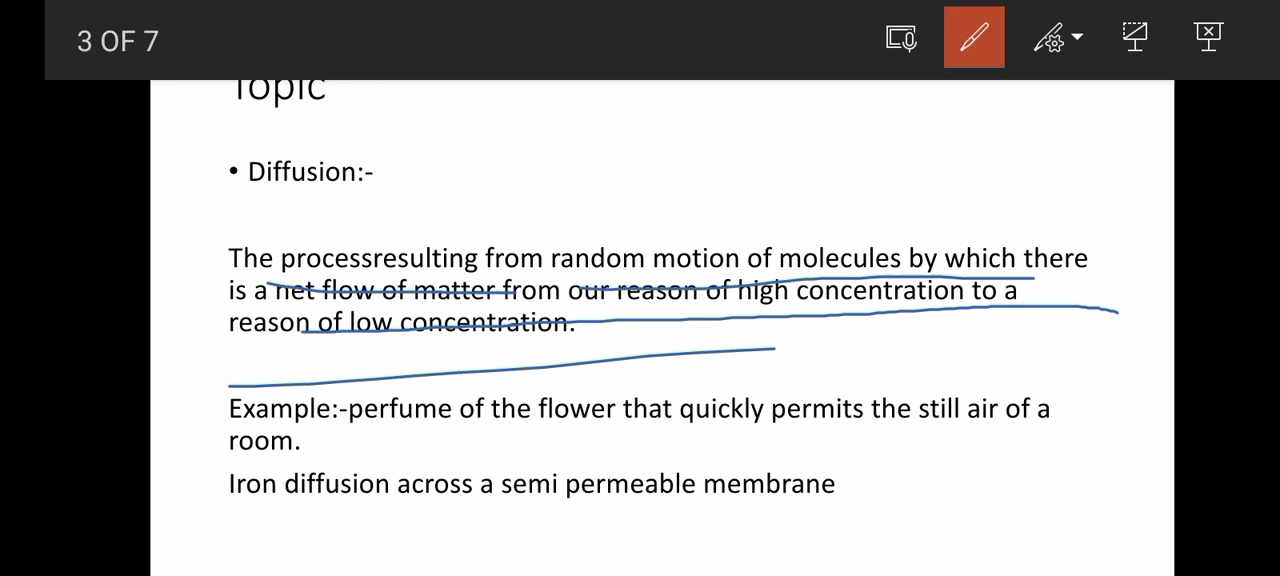 3 OF 7
Topic
• Diffusion:-
The processresulting from random motion of molecules by which there
is a net flow of matter from our reason of high concentration to a
reason of low concentration.
Example:-perfume of the flower that quickly permits the still air of a
room.
Iron diffusion across a semi permeable membrane